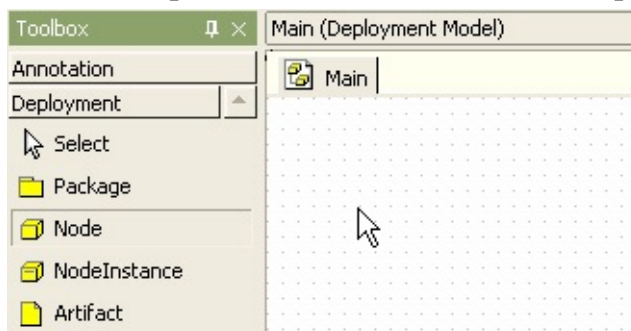 Toolbox
Main (Deployment Model)
Annotation
Main
Deployment
Select
Package
Node
NodeInstance
Artifact